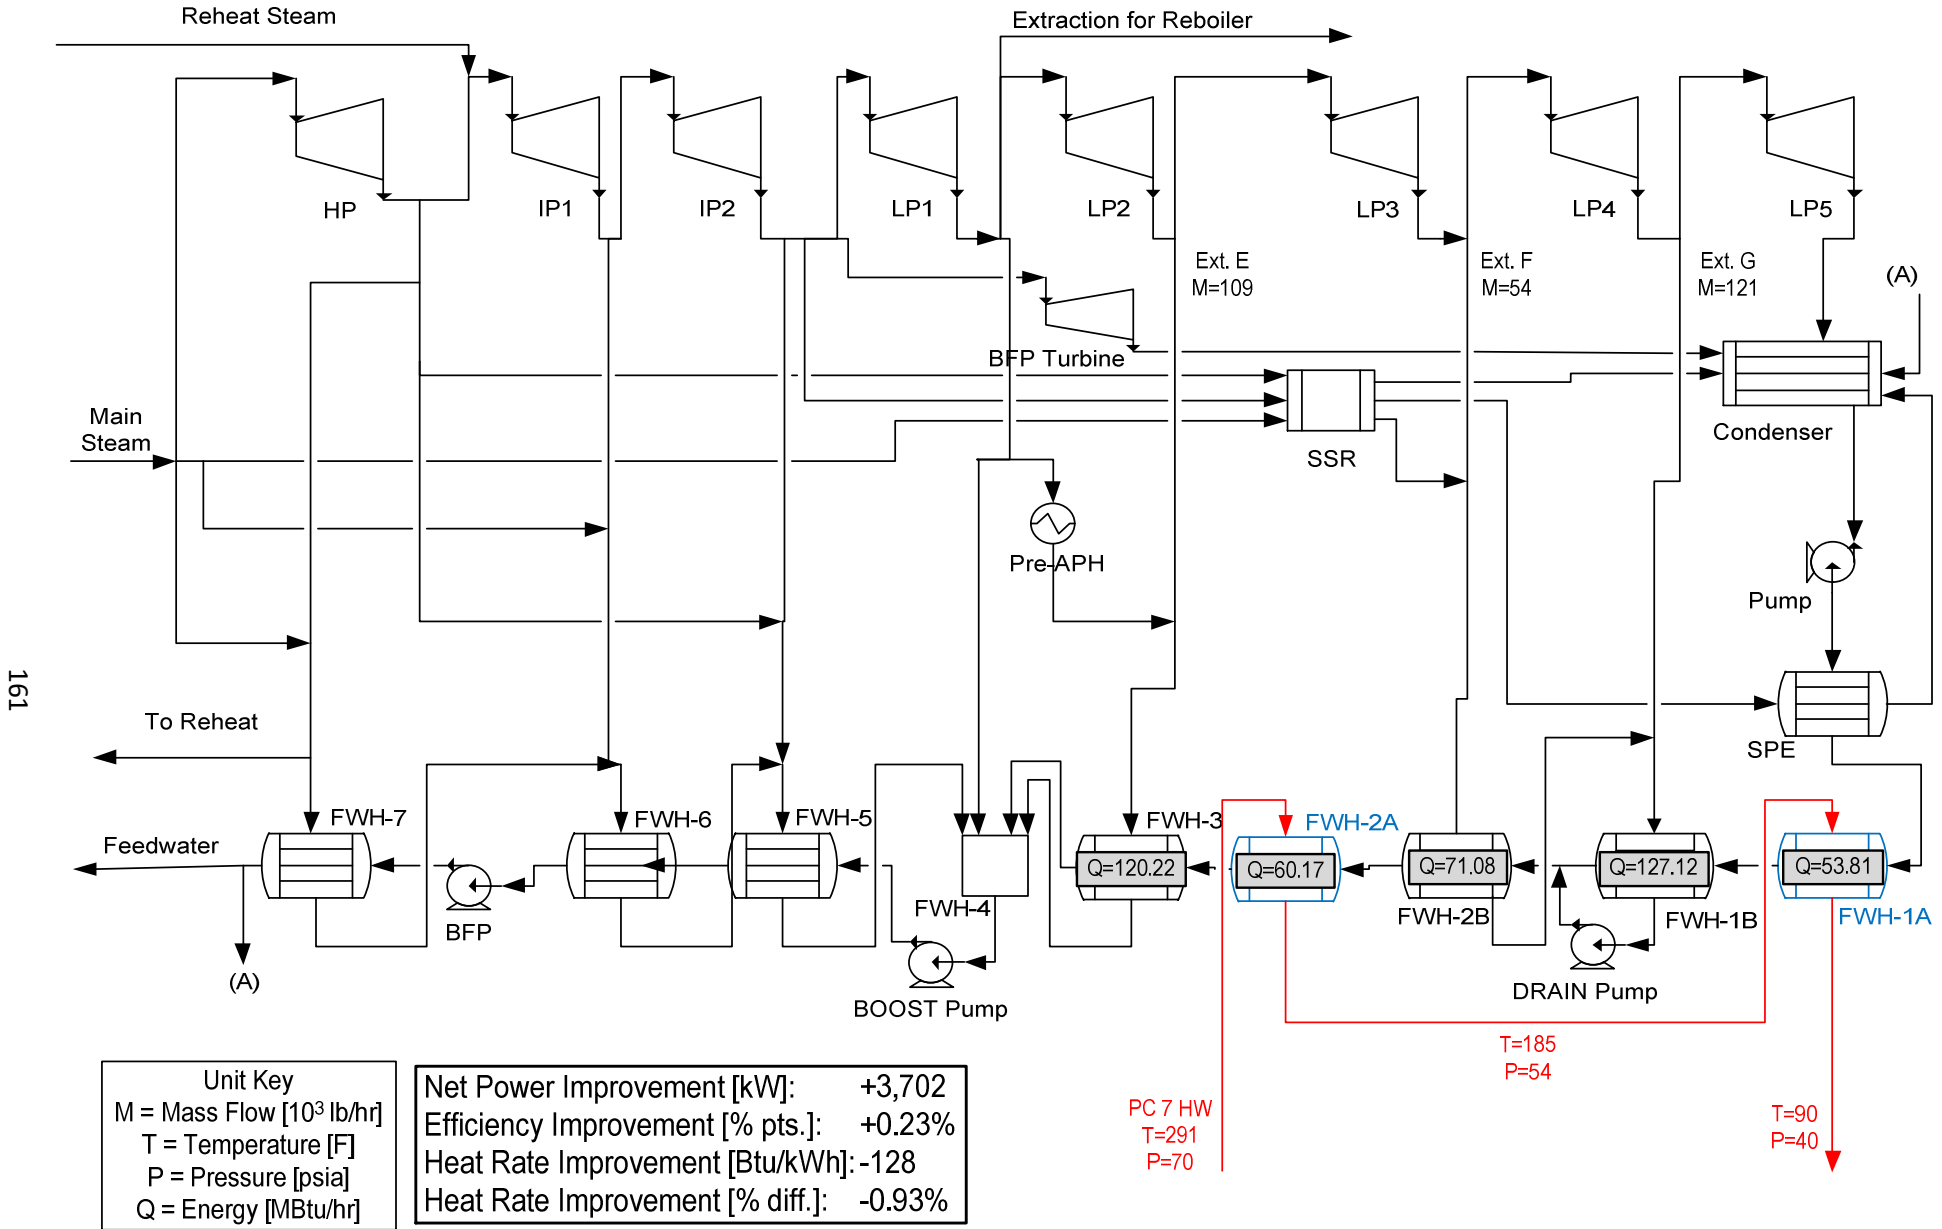 Reheat Steam
Extraction for Reboiler
HP
IP1
IP2
LP1
LP2
LP3
LP4
LP5
Ext. E
M=109
Ext. F
M=54
Ext. G
M=121
(A)
BFP Turbine
Main
Steam
SSR
Condenser
Pre-APH
Pump
161
To Reheat
SPE
FWH-7
FWH-6
FWH-5
FWH-3
FWH-2A
Feedwater
Q=120.22
Q=60.17
Q=71.08
Q=127.12
Q=53.81
FWH-4
FWH-2B
FWH-1B
FWH-1A
BFP
(A)
BOOST Pump
DRAIN Pump
T=185
P=54
Unit Key
M = Mass Flow [10³ lb/hr]
T = Temperature [F]
P = Pressure [psia]
Q = Energy [MBtu/hr]
Net Power Improvement [kW]: +3,702
Efficiency Improvement [% pts.]: +0.23%
Heat Rate Improvement [Btu/kWh]: -128
Heat Rate Improvement [% diff.]: -0.93%
PC 7 HW
T=291
P=70
T=90
P=40